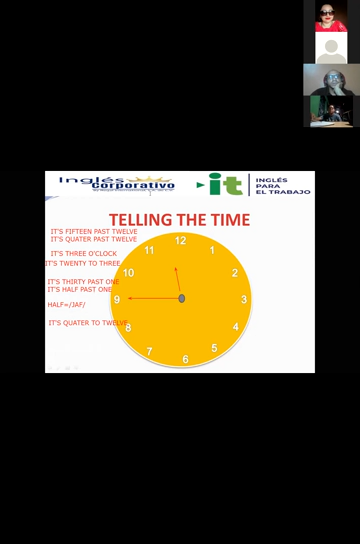 Inglés
Corporativo
it
INGLÉS
PARA
EL TRABAJO
TELLING THE TIME
IT'S FIFTEEN PAST TWELVE
IT'S QUATER PAST TWELVE
IT'S THREE O'CLOCK
IT'S TWENTY TO THREE
IT'S THIRTY PAST ONE
IT'S HALF PAST ONE
HALF=/JAF/
IT'S QUATER TO TWELVE
12
1
2
3
4
5
6
7
8
9
10
11